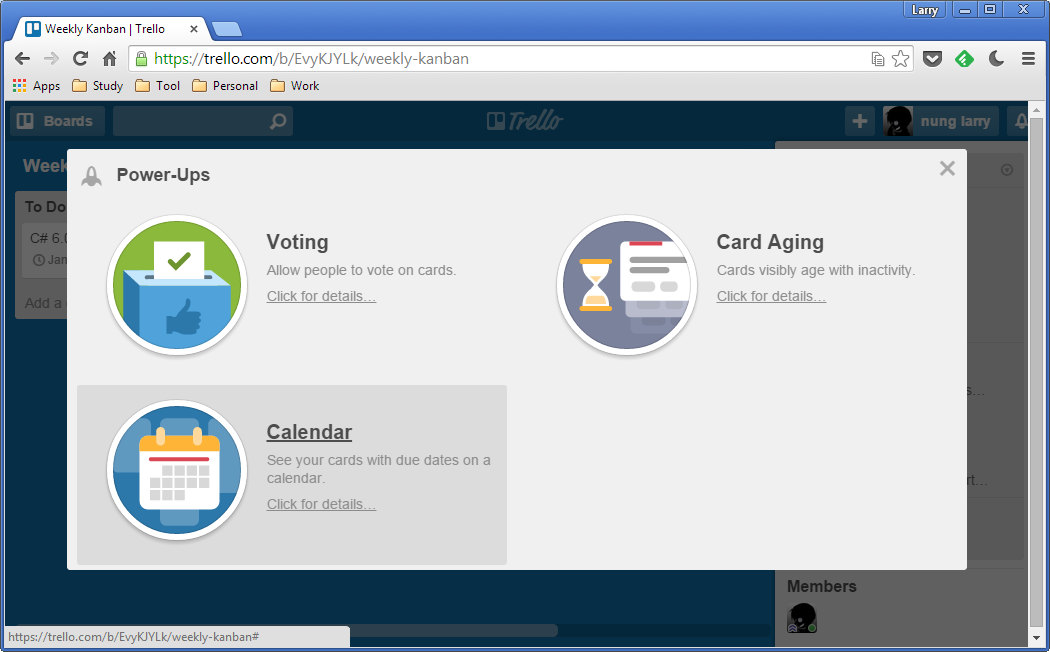 Larry
Weekly Kanban | Trello
https://trello.com/b/EvyKJYLk/weekly-kanban
Apps
Study
Tool
Personal
Work
Boards
Trello
nung larry
Week
Power-Ups
To Do
C# 6.0
Jan
Add a
Voting
Allow people to vote on cards.
Click for details…
Card Aging
Cards visibly age with inactivity.
Click for details…
Calendar
See your cards with due dates on a
calendar.
Click for details…
s…
rt…
Members
https://trello.com/b/EvyKJYLk/weekly-kanban#